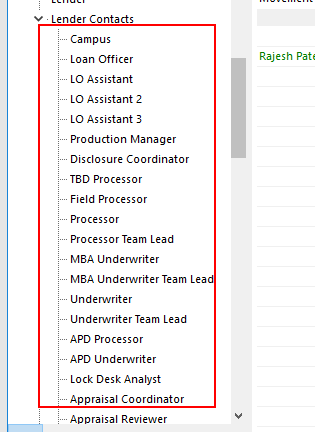 Lender
Movement
Lender Contacts
Campus
Loan Officer
Rajesh Pate
LO Assistant
LO Assistant 2
LO Assistant 3
Production Manager
Disclosure Coordinator
TBD Processor
Field Processor
Processor
Processor Team Lead
MBA Underwriter
MBA Underwriter Team Lead
Underwriter
Underwriter Team Lead
APD Processor
APD Underwriter
Lock Desk Analyst
Appraisal Coordinator
Appraisal Reviewer